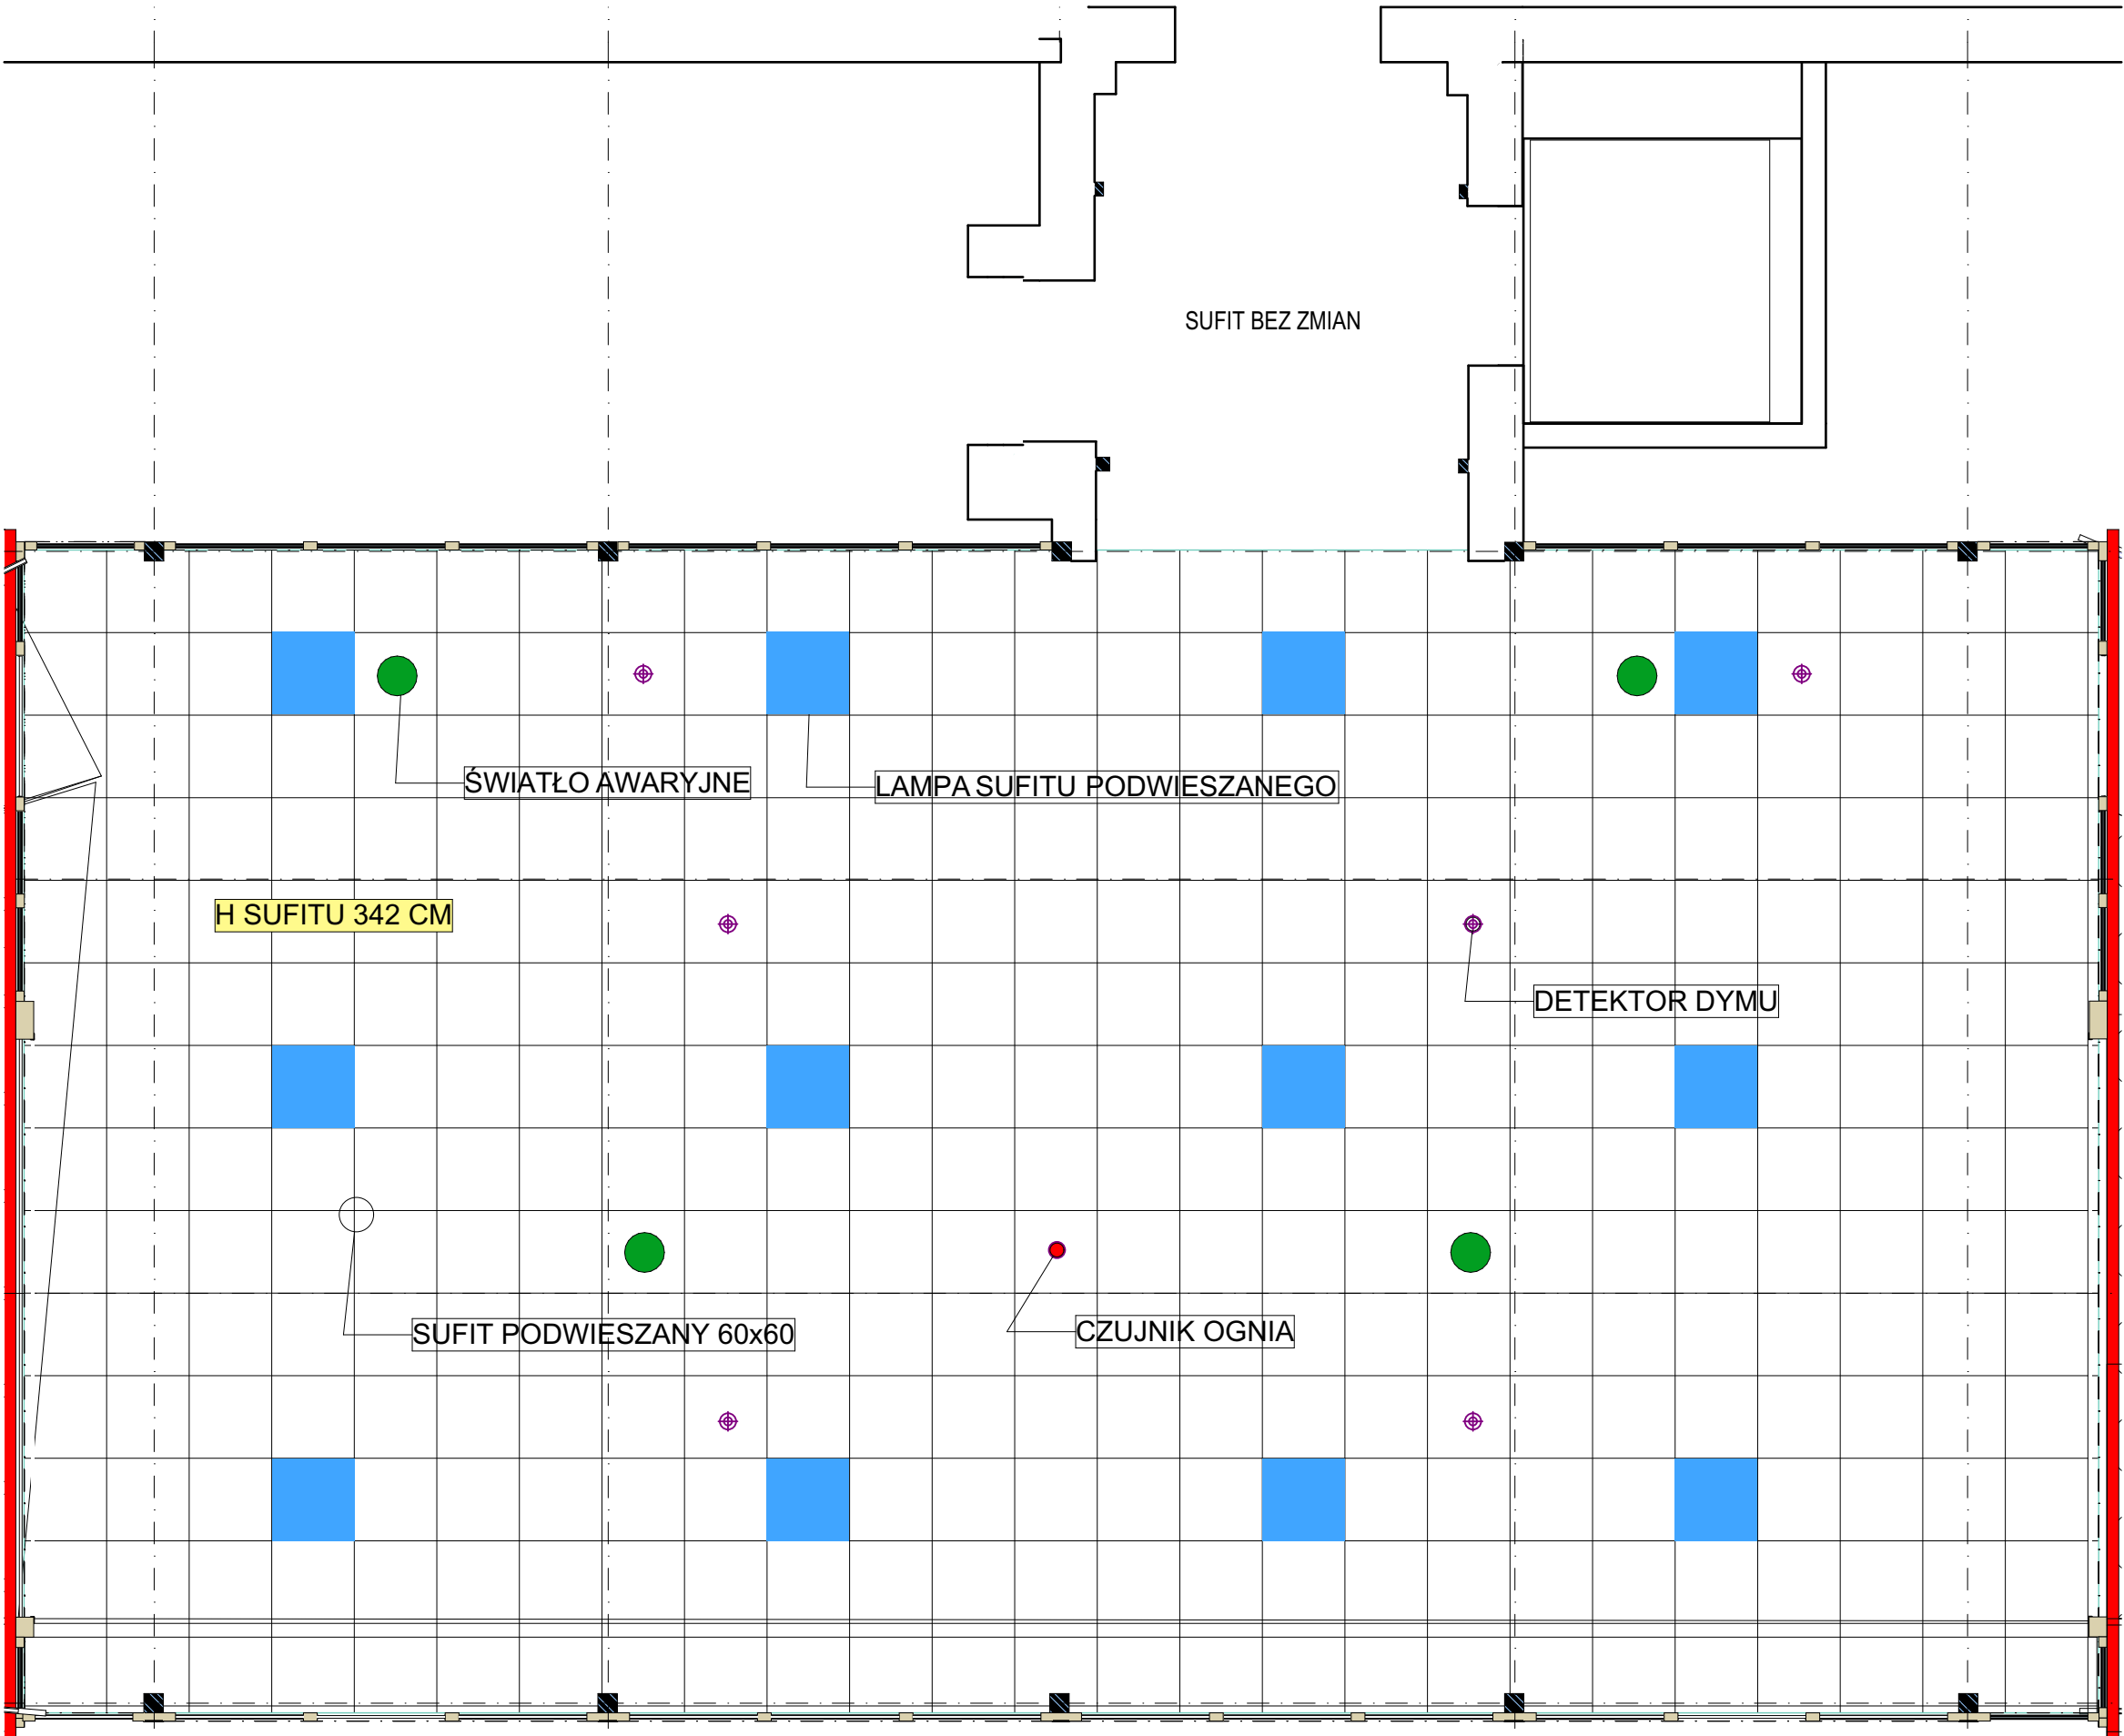 SUFIT BEZ ZMIAN
ŚWIATŁO AWARYJNE
LAMPA SUFITU PODWIESZANEGO
H SUFITU 342 CM
DETEKTOR DYMU
SUFIT PODWIESZANY 60x60
CZUJNIK OGNIA